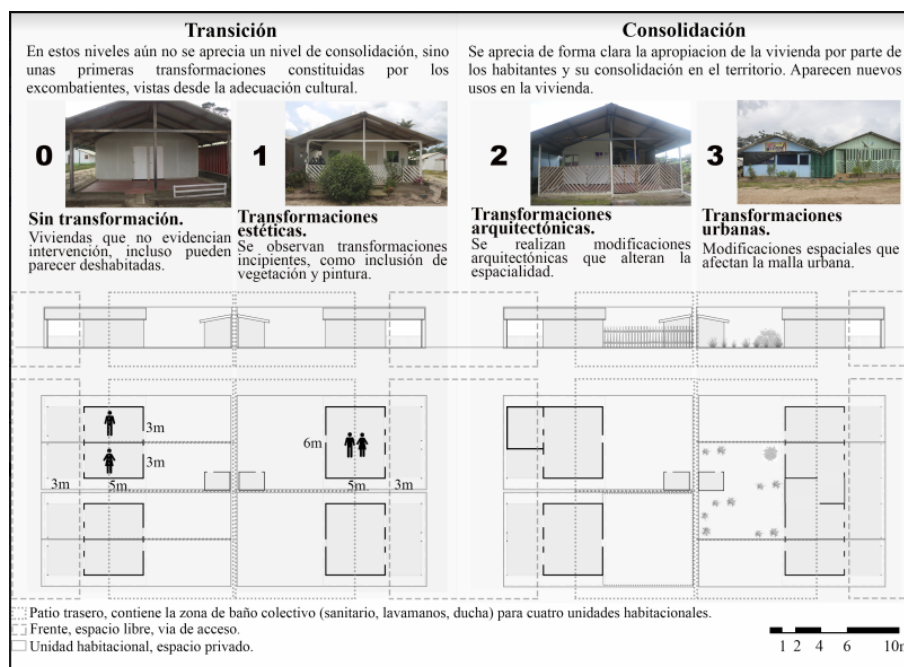 Transición
En estos niveles aún no se aprecia un nivel de consolidación, sino
unas primeras transformaciones constituidas por los
excombatientes, vistas desde la adecuación cultural.
0
Sin transformación.
Viviendas que no evidencian
intervención, incluso pueden
parecer deshabitadas.
1
Transformaciones
estéticas.
Se observan transformaciones
incipientes, como inclusión de
vegetación y pintura.
Consolidación
Se aprecia de forma clara la apropiacion de la vivienda por parte de
los habitantes y su consolidación en el territorio. Aparecen nuevos
usos en la vivienda.
2
Transformaciones
arquitectónicas.
Se realizan modificaciones
arquitectónicas que alteran la
espacialidad.
3
Transformaciones
urbanas.
Modificaciones espaciales que
afectan la malla urbana.
3m
3m
3m
5m
6m
5m
3m
Patio trasero, contiene la zona de baño colectivo (sanitario, lavamanos, ducha) para cuatro unidades habitacionales.
Frente, espacio libre, via de acceso.
Unidad habitacional, espacio privado.
1 2 4 6 10m